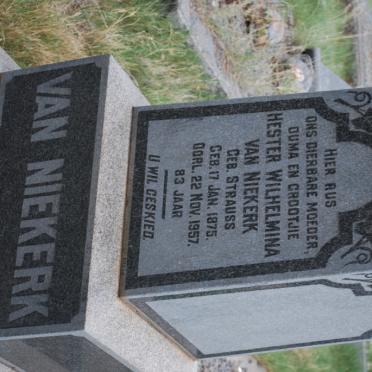 HIER RUS
ONS DIERBARE MOEDER,
OUMA EN GROOTJIE
HESTER WILHELMINA
VAN NIEKERK
GEB STRAUSS
GEB. 17 JAN. 1875.
OORL. 22 NOV. 1957.
83 JAAR
U WIL GESKIED.
VAN NIEKERK